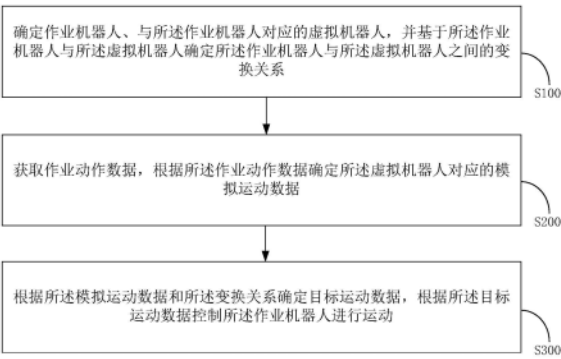 确定作业机器人、与所述作业机器人对应的虚拟机器人，并基于所述作业
机器人与所述虚拟机器人确定所述作业机器人与所述虚拟机器人之间的变
换关系
S100
获取作业动作数据，根据所述作业动作数据确定所述虚拟机器人对应的模
拟运动数据
S200
根据所述模拟运动数据和所述变换关系确定目标运动数据，根据所述目标
运动数据控制所述作业机器人进行运动
S300